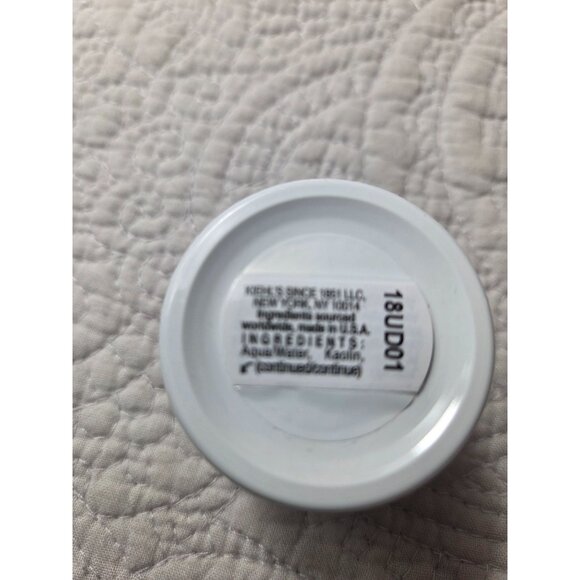 KIEHL'S SINCE 1851 LLC,
NEW YORK, NY 10014
Ingredients sourced
worldwide, made in U.S.A.
INGREDIENTS:
Aqua/Water, Kaolin,
(continued/continue)
18UD01